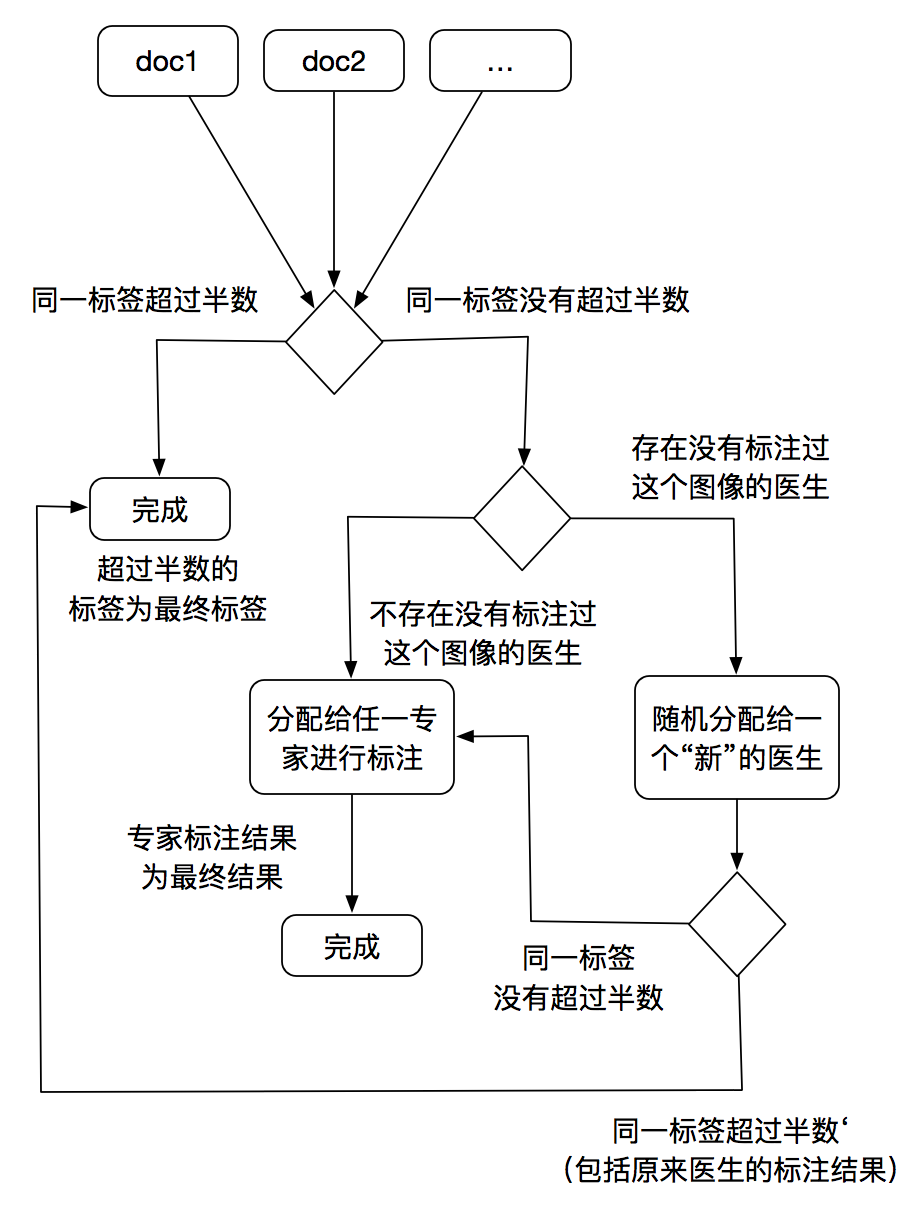 doc1
doc2
...
同一标签超过半数
同一标签没有超过半数
存在没有标注过
这个图像的医生
完成
超过半数的
标签为最终标签
不存在没有标注过
这个图像的医生
分配给任一专
家进行标注
随机分配给一
个“新”的医生
专家标注结果
为最终结果
完成
同一标签
没有超过半数
同一标签超过半数‘
（包括原来医生的标注结果）